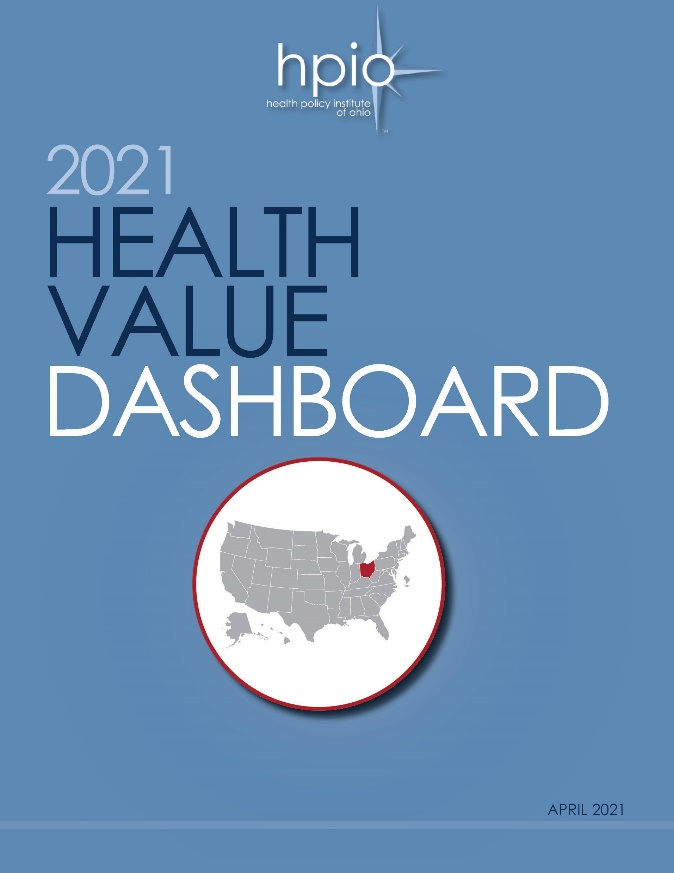 hpio
health policy institute
of ohio
2021
HEALTH
VALUE
DASHBOARD
APRIL 2021